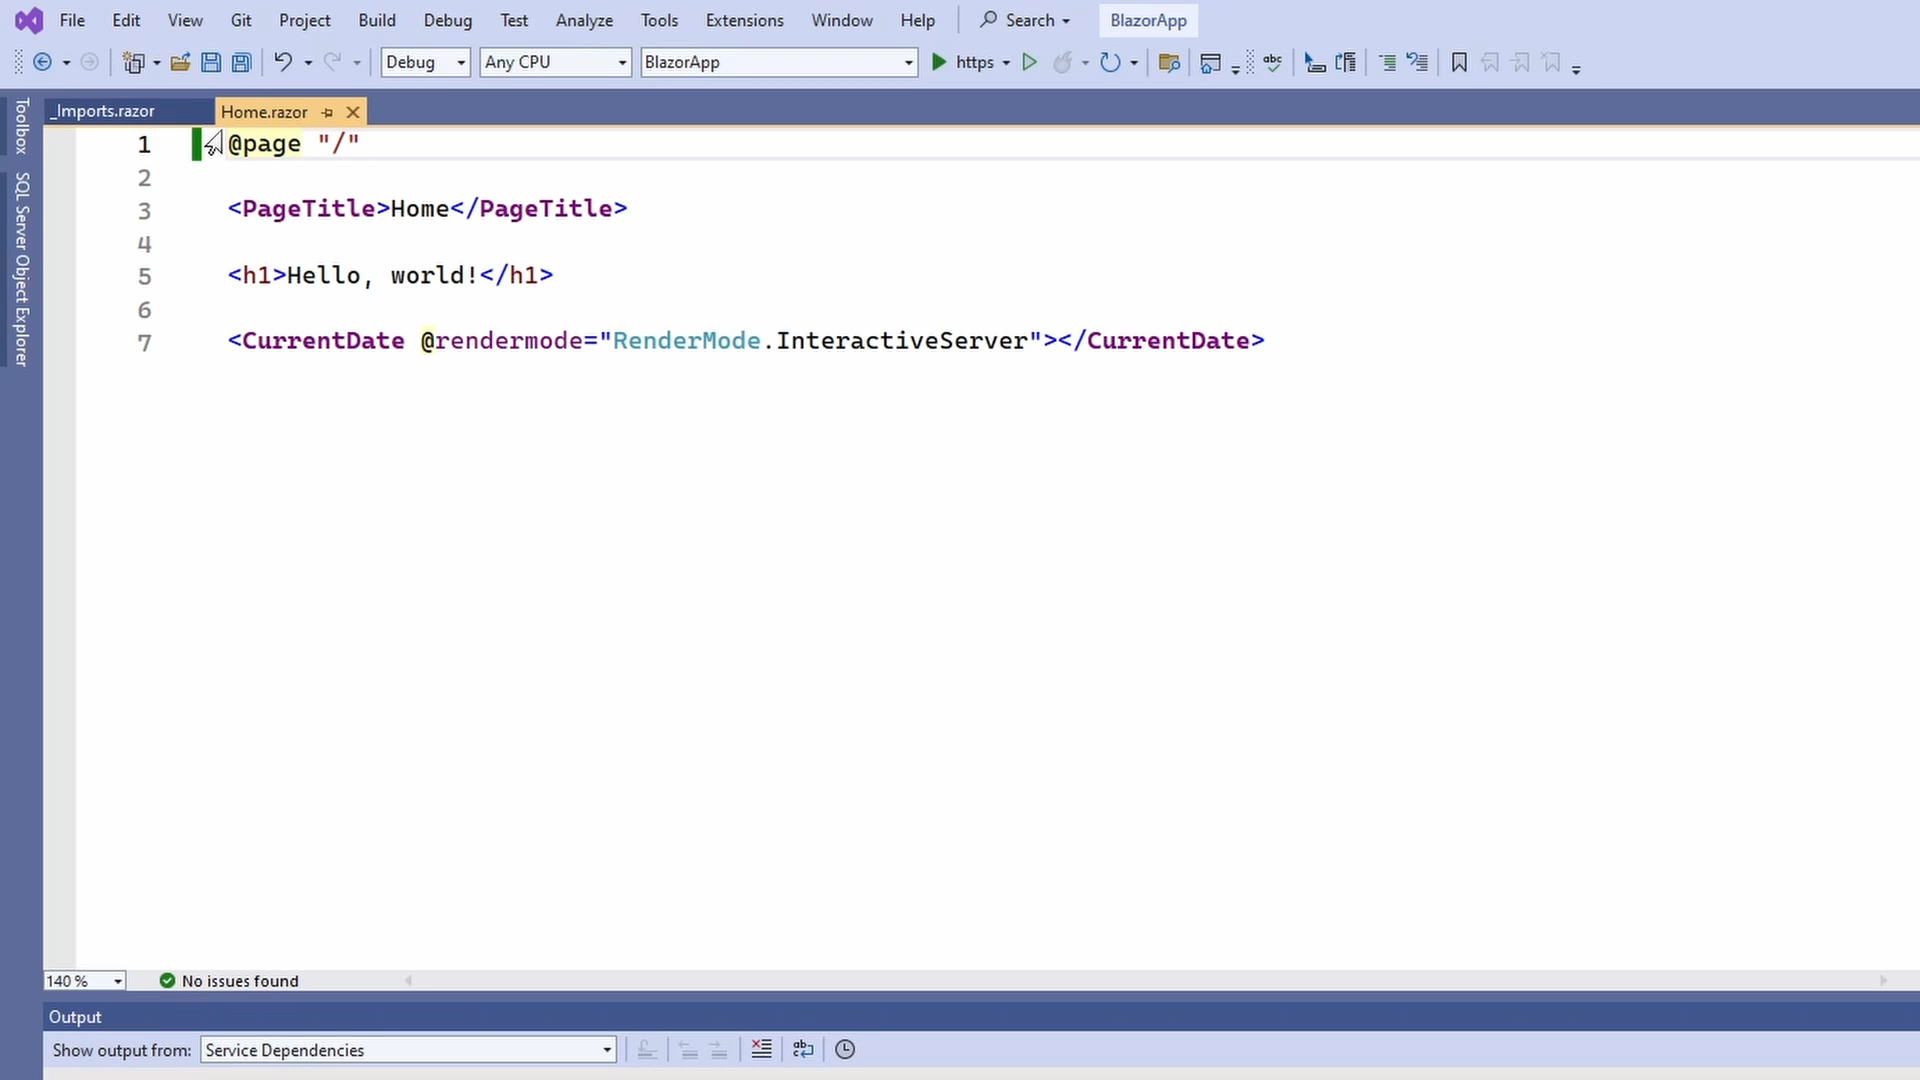 File Edit View Git Project Build Debug Test Analyze Tools Extensions Window Help Search BlazorApp
Debug Any CPU BlazorApp https abc
Toolbox
SQL Server Object Explorer
_Imports.razor Home.razor
1 @page "/"
2
3 <PageTitle>Home</PageTitle>
4
5 <h1>Hello, world!</h1>
6
7 <CurrentDate @rendermode="RenderMode.InteractiveServer"></CurrentDate>
140 % No issues found
Output
Show output from: Service Dependencies